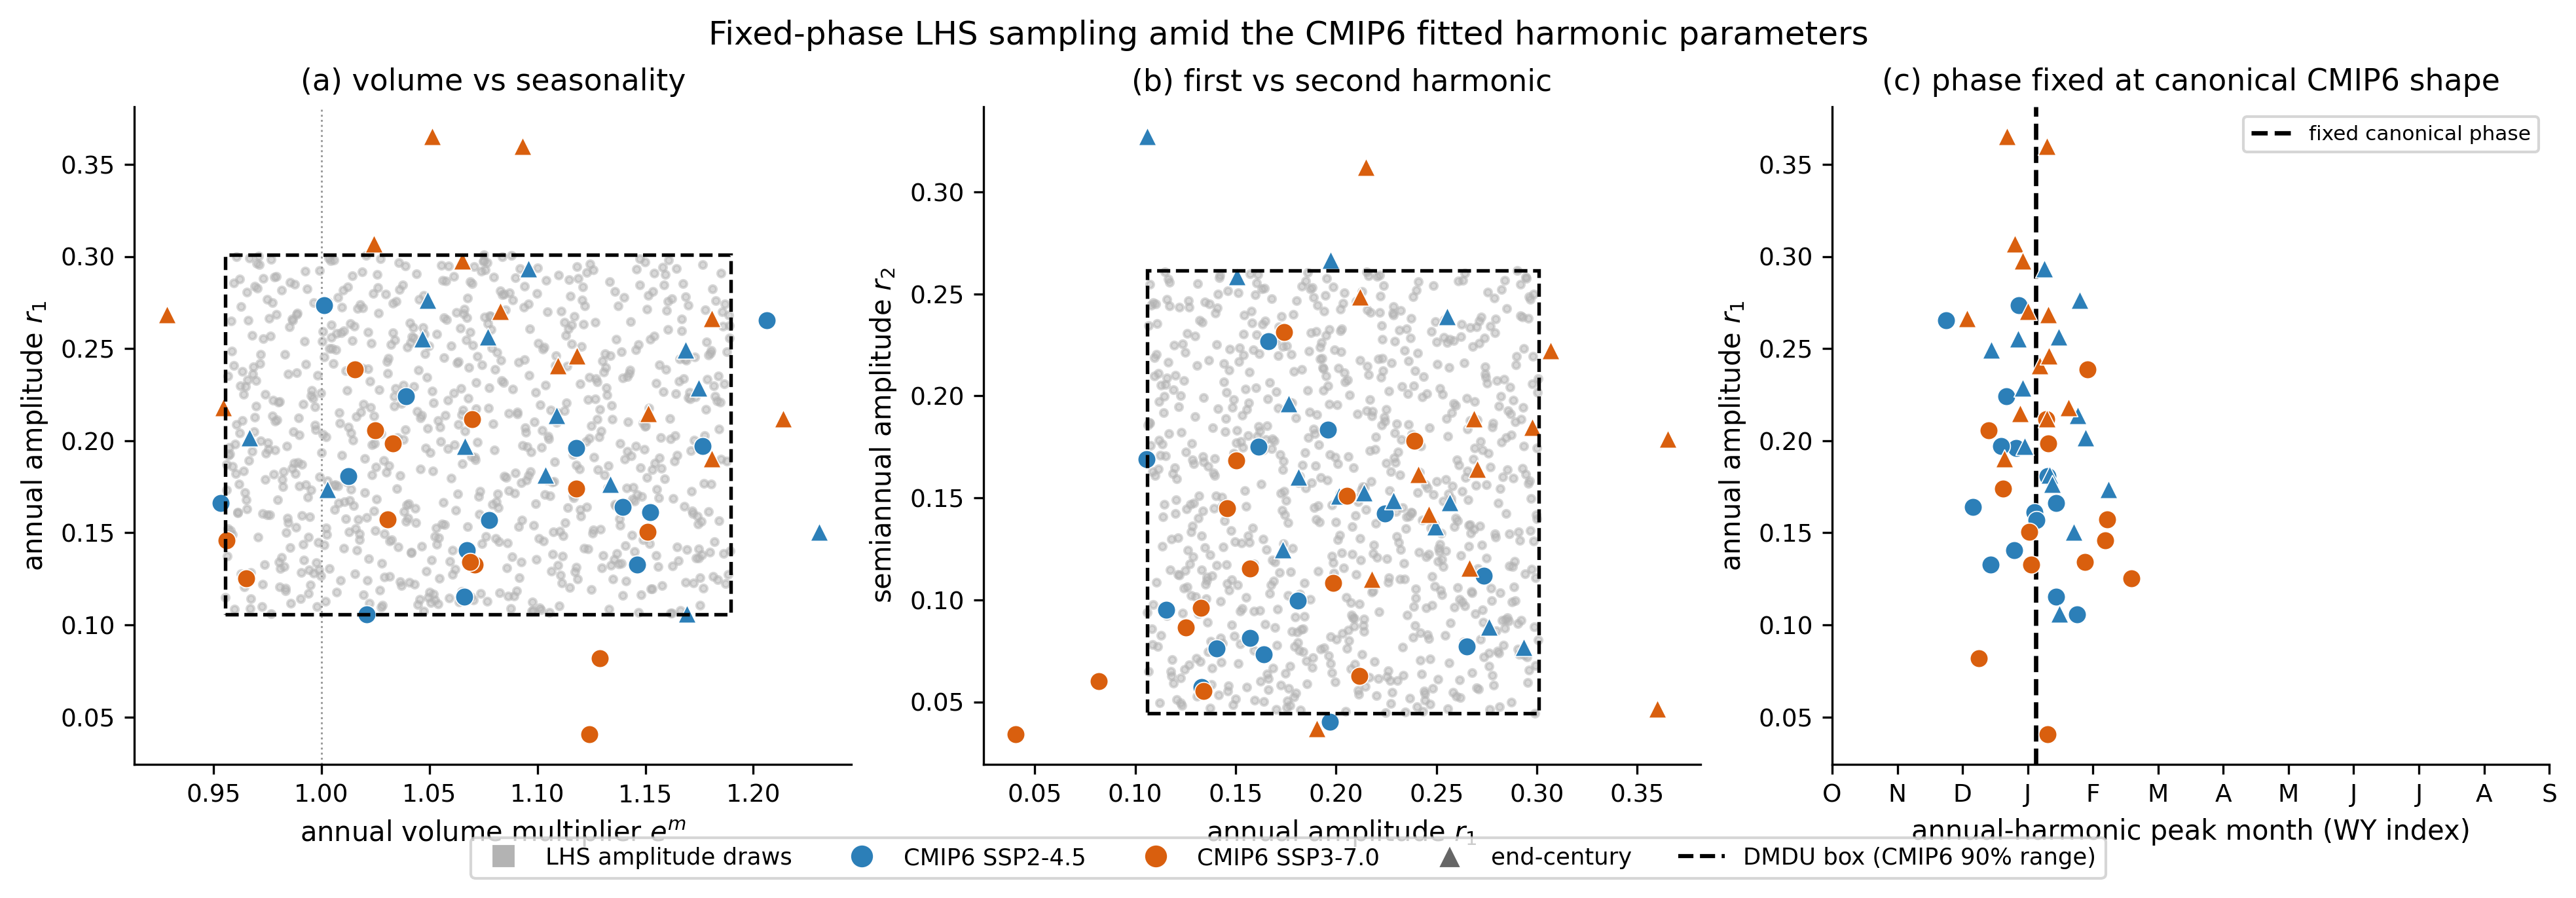 Fixed-phase LHS sampling amid the CMIP6 fitted harmonic parameters
(a) volume vs seasonality
annual amplitude r1
0.35
0.30
0.25
0.20
0.15
0.10
0.05
0.95 1.00 1.05 1.10 1.15 1.20
annual volume multiplier e^m
(b) first vs second harmonic
semiannual amplitude r2
0.30
0.25
0.20
0.15
0.10
0.05
0.05 0.10 0.15 0.20 0.25 0.30 0.35
annual amplitude r1
(c) phase fixed at canonical CMIP6 shape
fixed canonical phase
annual amplitude r1
0.35
0.30
0.25
0.20
0.15
0.10
0.05
O N D J F M A M J J A S
annual-harmonic peak month (WY index)
LHS amplitude draws CMIP6 SSP2-4.5 CMIP6 SSP3-7.0 end-century DMDU box (CMIP6 90% range)